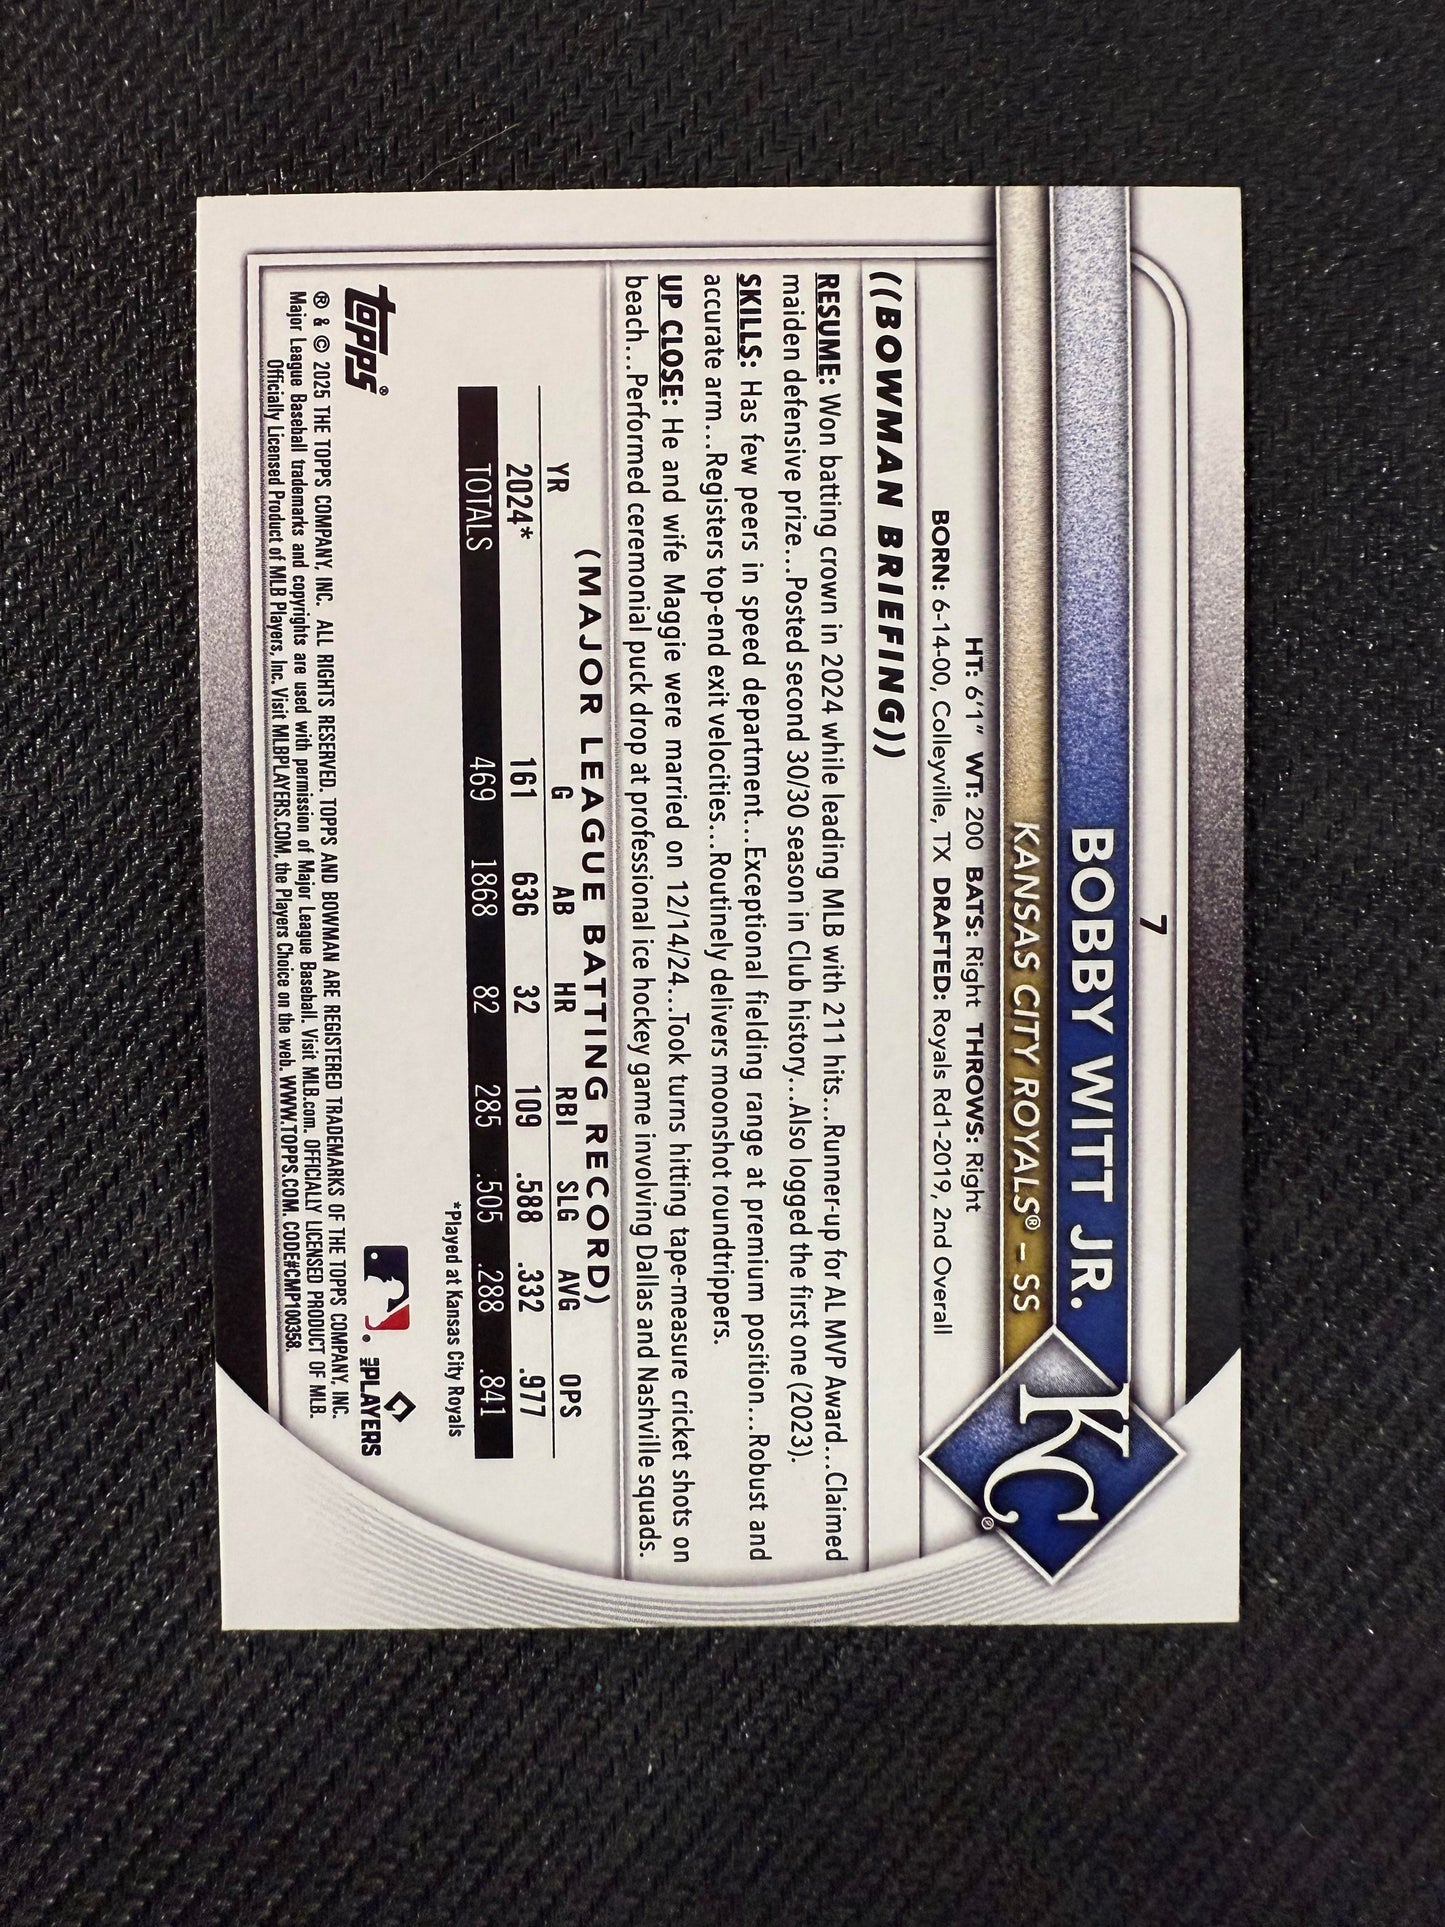 7
BOBBY WITT JR.
KANSAS CITY ROYALS® – SS
KC®
HT: 6'1" WT: 200 BATS: Right THROWS: Right
BORN: 6-14-00, Colleyville, TX DRAFTED: Royals Rd1-2019, 2nd Overall
((BOWMAN BRIEFING))
RESUME: Won batting crown in 2024 while leading MLB with 211 hits...Runner-up for AL MVP Award...Claimed
maiden defensive prize...Posted second 30/30 season in Club history...Also logged the first one (2023).
SKILLS: Has few peers in speed department...Exceptional fielding range at premium position...Robust and
accurate arm...Registers top-end exit velocities...Routinely delivers moonshot roundtrippers.
UP CLOSE: He and wife Maggie were married on 12/14/24...Took turns hitting tape-measure cricket shots on
beach...Performed ceremonial puck drop at professional ice hockey game involving Dallas and Nashville squads.
(MAJOR LEAGUE BATTING RECORD)
YR G AB HR RBI SLG AVG OPS
2024* 161 636 32 109 .588 .332 .977
TOTALS 469 1868 82 285 .505 .288 .841
*Played at Kansas City Royals
topps®
MLB PLAYERS
® & © 2025 THE TOPPS COMPANY, INC. ALL RIGHTS RESERVED. TOPPS AND BOWMAN ARE REGISTERED TRADEMARKS OF THE TOPPS COMPANY, INC.
Major League Baseball trademarks and copyrights are used with permission of Major League Baseball. Visit MLB.com. OFFICIALLY LICENSED PRODUCT OF MLB.
Officially Licensed Product of MLB Players, Inc. Visit MLBPLAYERS.COM, the Players Choice on the web. WWW.TOPPS.COM. CODE#CMP100358.